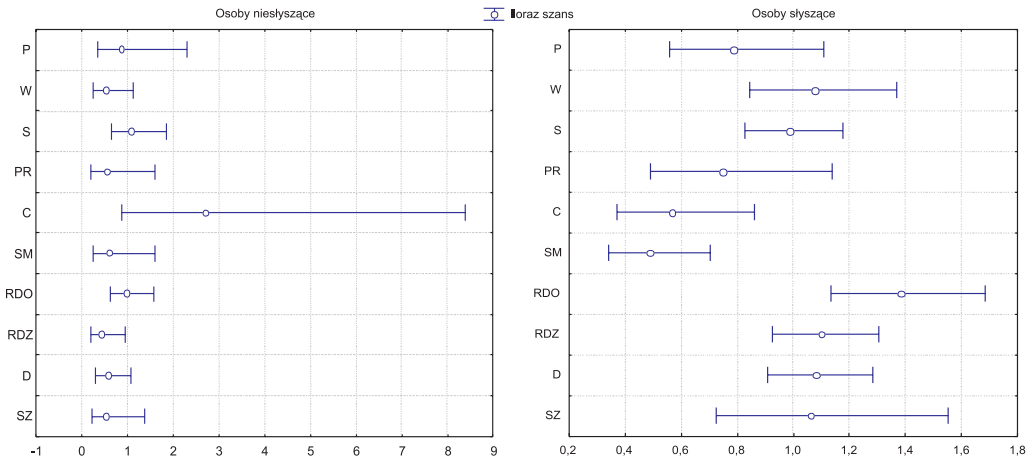 Osoby niesłyszące
Iloraz szans
Osoby słyszące
P
W
S
PR
C
SM
RDO
RDZ
D
SZ
-1 0 1 2 3 4 5 6 7 8 9
P
W
S
PR
C
SM
RDO
RDZ
D
SZ
0,2 0,4 0,6 0,8 1,0 1,2 1,4 1,6 1,8